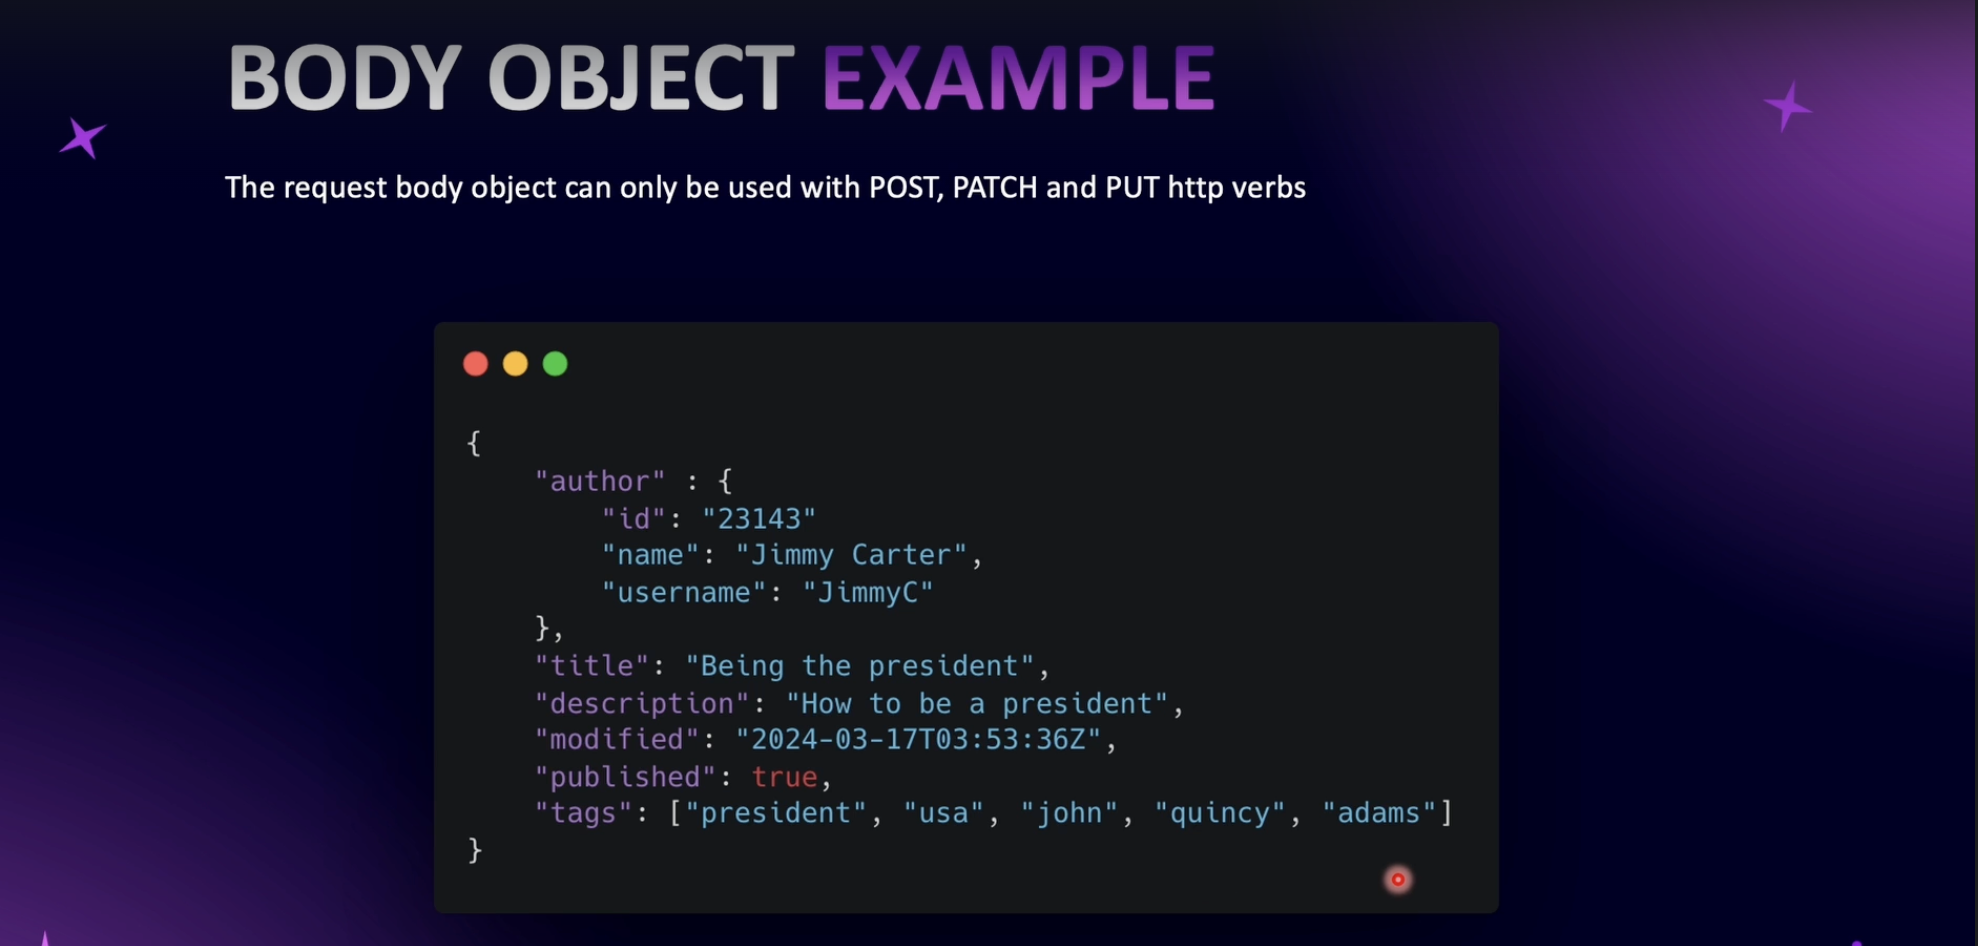 BODY OBJECT EXAMPLE
The request body object can only be used with POST, PATCH and PUT http verbs
{
    "author" : {
        "id": "23143"
        "name": "Jimmy Carter",
        "username": "JimmyC"
    },
    "title": "Being the president",
    "description": "How to be a president",
    "modified": "2024-03-17T03:53:36Z",
    "published": true,
    "tags": ["president", "usa", "john", "quincy", "adams"]
}